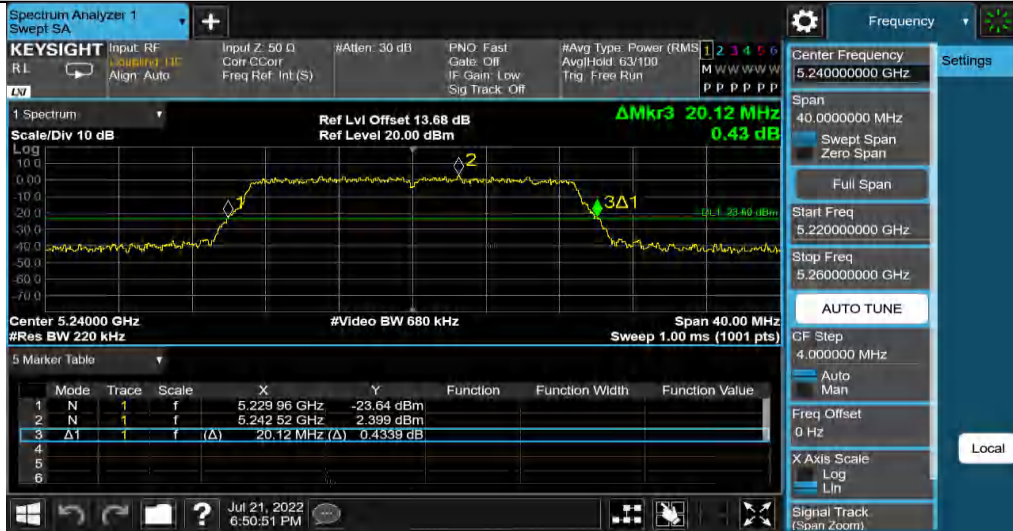 Spectrum Analyzer 1
Swept SA
+
Frequency
KEYSIGHT
RL
LXI
Input: RF
Coupling: DC
Align: Auto
Input Z: 50 Ω
Corr CCorr
Freq Ref: Int (S)
#Atten: 30 dB
PNO: Fast
Gate: Off
IF Gain: Low
Sig Track: Off
#Avg Type: Power (RMS
Avg|Hold: 63/100
Trig: Free Run
1 2 3 4 5 6
M W W W W W
P P P P P P
1 Spectrum
Scale/Div 10 dB
Ref Lvl Offset 13.68 dB
Ref Level 20.00 dBm
ΔMkr3 20.12 MHz
0.43 dB
Log
10.0
0.00
-10.0
-20.0
-30.0
-40.0
-50.0
-60.0
-70.0
1
2
3Δ1
DL1 -23.60 dBm
Center 5.24000 GHz
#Res BW 220 kHz
#Video BW 680 kHz
Span 40.00 MHz
Sweep 1.00 ms (1001 pts)
5 Marker Table
Mode Trace Scale X Y Function Function Width Function Value
1 N 1 f 5.229 96 GHz -23.64 dBm
2 N 1 f 5.242 52 GHz 2.399 dBm
3 Δ1 1 f (Δ) 20.12 MHz (Δ) 0.4339 dB
4
5
6
Jul 21, 2022
6:50:51 PM
Center Frequency
5.240000000 GHz
Settings
Span
40.0000000 MHz
Swept Span
Zero Span
Full Span
Start Freq
5.220000000 GHz
Stop Freq
5.260000000 GHz
AUTO TUNE
CF Step
4.000000 MHz
Auto
Man
Freq Offset
0 Hz
X Axis Scale
Log
Lin
Local
Signal Track
(Span Zoom)